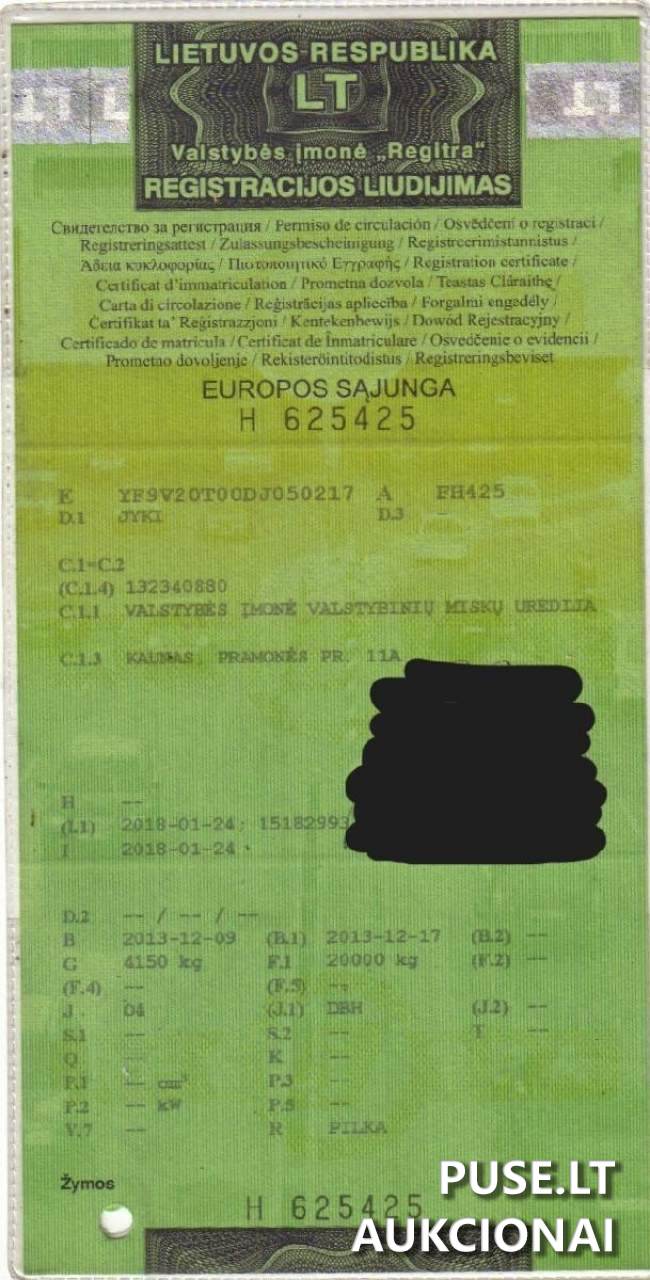 LIETUVOS RESPUBLIKA
LT
Valstybės įmonė „Regitra“
REGISTRACIJOS LIUDIJIMAS
Свидетелство за регистрация / Permiso de circulación / Osvědčení o registraci /
Registreringsattest / Zulassungsbescheinigung / Registreerimistunnistus /
Άδεια κυκλοφορίας / Πιστοποιητικό Εγγραφής / Registration certificate /
Certificat d'immatriculation / Prometna dozvola / Teastas Cláraithe /
Carta di circolazione / Reģistrācijas apliecība / Forgalmi engedély /
Ċertifikat ta' Reġistrazzjoni / Kentekenbewijs / Dowód Rejestracyjny /
Certificado de matrícula / Certificat de Înmatriculare / Osvedčenie o evidencii /
Prometno dovoljenje / Rekisteröintitodistus / Registreringsbeviset
EUROPOS SĄJUNGA
H 625425
E YF9V20T00DJ050217 A FH425
D.1 JYKI D.3 -
C.1=C.2
(C.1.4) 132340880
C.1.1 VALSTYBĖS ĮMONĖ VALSTYBINIŲ MIŠKŲ URĖDIJA
C.1.3 KAUNAS, PRAMONĖS PR. 11A
H --
(I.1) 2018-01-24; 15182993
I 2018-01-24
D.2 -- / -- / --
B 2013-12-09 (B.1) 2013-12-17 (B.2) --
G 4150 kg F.1 20000 kg (F.2) --
(F.4) -- (F.5) --
J O4 (J.1) DBH (J.2) --
S.1 -- S.2 -- T --
Q -- K --
P.1 -- cm³ P.3 --
P.2 -- kW P.5 --
V.7 -- R PILKA
Žymos
H 625425
PUSE.LT
AUKCIONAI